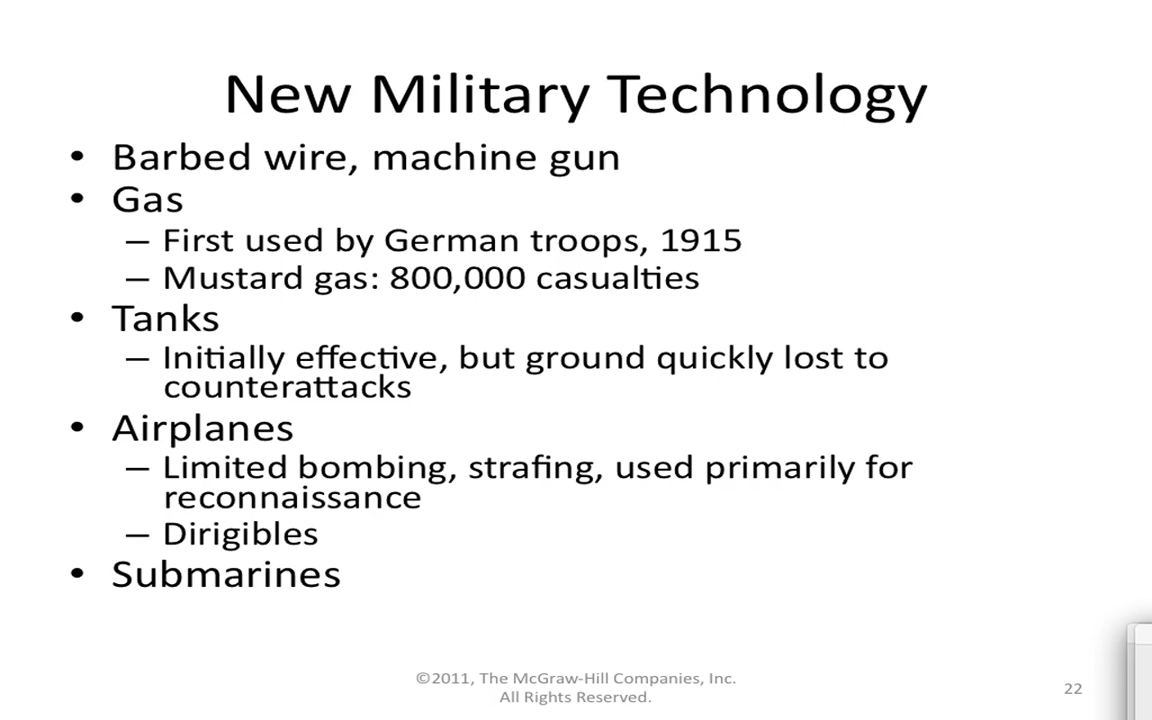 New Military Technology
• Barbed wire, machine gun
• Gas
– First used by German troops, 1915
– Mustard gas: 800,000 casualties
• Tanks
– Initially effective, but ground quickly lost to
counterattacks
• Airplanes
– Limited bombing, strafing, used primarily for
reconnaissance
– Dirigibles
• Submarines
©2011, The McGraw-Hill Companies, Inc.
All Rights Reserved.
22